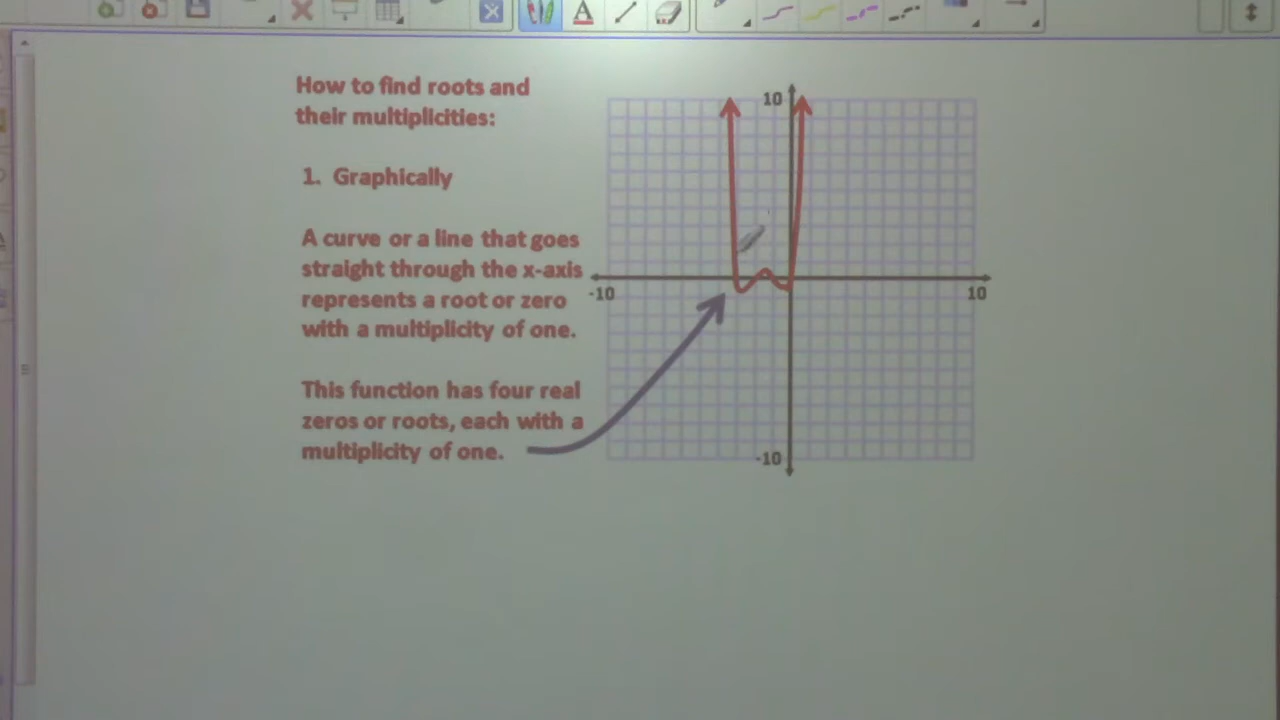 How to find roots and
their multiplicities:
1. Graphically
A curve or a line that goes
straight through the x-axis
represents a root or zero
with a multiplicity of one.
This function has four real
zeros or roots, each with a
multiplicity of one.
10
-10
10
-10